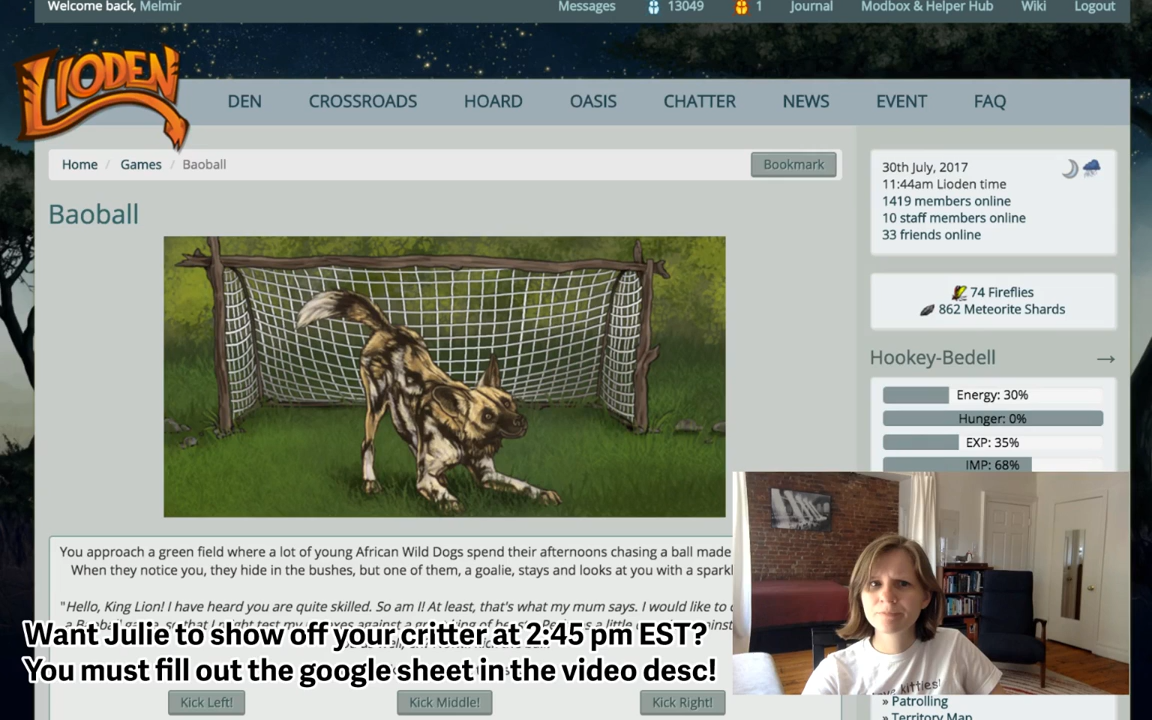 Welcome back, Melmir
Messages 13049 1 Journal Modbox & Helper Hub Wiki Logout
LIODEN
DEN CROSSROADS HOARD OASIS CHATTER NEWS EVENT FAQ
Home / Games / Baoball
Bookmark
Baoball
30th July, 2017
11:44am Lioden time
1419 members online
10 staff members online
33 friends online
74 Fireflies
862 Meteorite Shards
Hookey-Bedell →
Energy: 30%
Hunger: 0%
EXP: 35%
IMP: 68%
You approach a green field where a lot of young African Wild Dogs spend their afternoons chasing a ball made
When they notice you, they hide in the bushes, but one of them, a goalie, stays and looks at you with a
"Hello, King Lion! I have heard you are quite skilled. So am I! At least, that's what my mum says. I would like to
Want Julie to show off your critter at 2:45 pm EST?
You must fill out the google sheet in the video desc!
Kick Left! Kick Middle! Kick Right!
kitties!
» Patrolling
» Territory Map